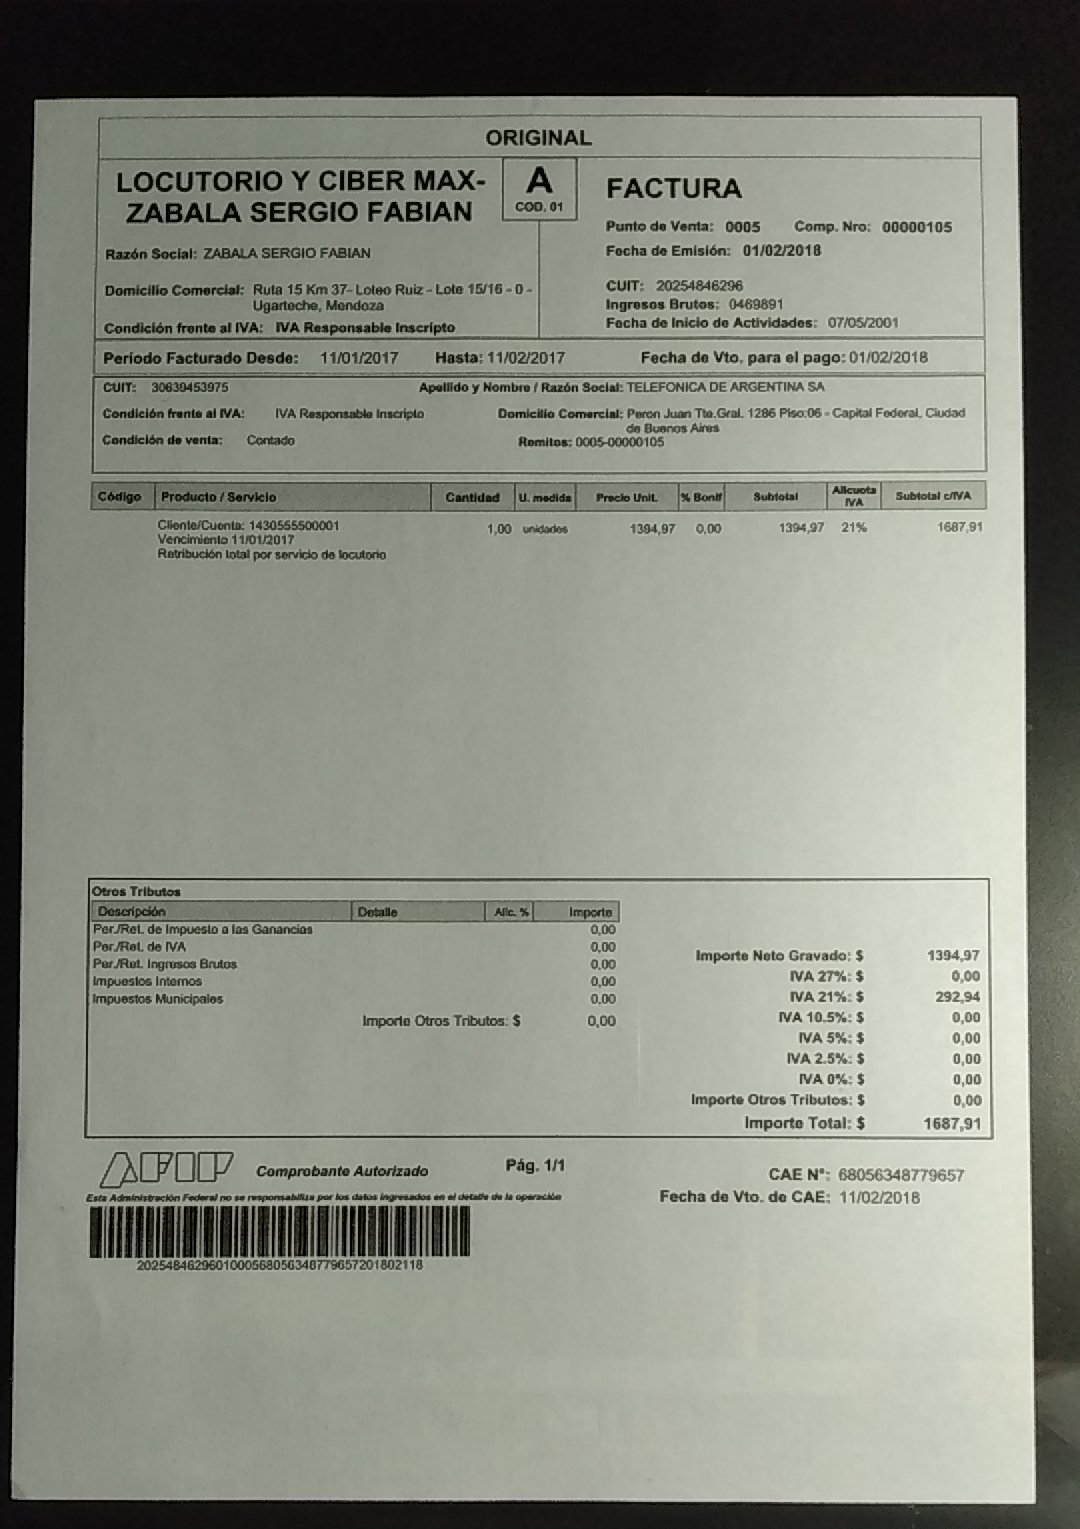 ORIGINAL
LOCUTORIO Y CIBER MAX-
ZABALA SERGIO FABIAN
A
COD. 01
FACTURA
Punto de Venta: 0005 Comp. Nro: 00000105
Fecha de Emisión: 01/02/2018
Razón Social: ZABALA SERGIO FABIAN
Domicilio Comercial: Ruta 15 Km 37- Loteo Ruiz - Lote 15/16 - 0 -
Ugarteche, Mendoza
Condición frente al IVA: IVA Responsable Inscripto
CUIT: 20254846296
Ingresos Brutos: 0469891
Fecha de Inicio de Actividades: 07/05/2001
Período Facturado Desde: 11/01/2017 Hasta: 11/02/2017 Fecha de Vto. para el pago: 01/02/2018
CUIT: 30639453975 Apellido y Nombre / Razón Social: TELEFONICA DE ARGENTINA SA
Condición frente al IVA: IVA Responsable Inscripto Domicilio Comercial: Peron Juan Tte.Gral. 1286 Piso:06 - Capital Federal, Ciudad
de Buenos Aires
Condición de venta: Contado Remitos: 0005-00000105
Código Producto / Servicio Cantidad U. medida Precio Unit. % Bonif Subtotal Alicuota IVA Subtotal c/IVA
Cliente/Cuenta: 1430555500001 1,00 unidades 1394,97 0,00 1394,97 21% 1687,91
Vencimiento 11/01/2017
Retribución total por servicio de locutorio
Otros Tributos
Descripción Detalle Alic. % Importe
Per./Ret. de Impuesto a las Ganancias 0,00
Per./Ret. de IVA 0,00
Per./Ret. Ingresos Brutos 0,00
Impuestos Internos 0,00
Impuestos Municipales 0,00
Importe Otros Tributos: $ 0,00
Importe Neto Gravado: $ 1394,97
IVA 27%: $ 0,00
IVA 21%: $ 292,94
IVA 10.5%: $ 0,00
IVA 5%: $ 0,00
IVA 2.5%: $ 0,00
IVA 0%: $ 0,00
Importe Otros Tributos: $ 0,00
Importe Total: $ 1687,91
AFIP Comprobante Autorizado Pág. 1/1
CAE N°: 68056348779657
Fecha de Vto. de CAE: 11/02/2018
Esta Administración Federal no se responsabiliza por los datos ingresados en el detalle de la operación
2025484629601000568056348779657201802118